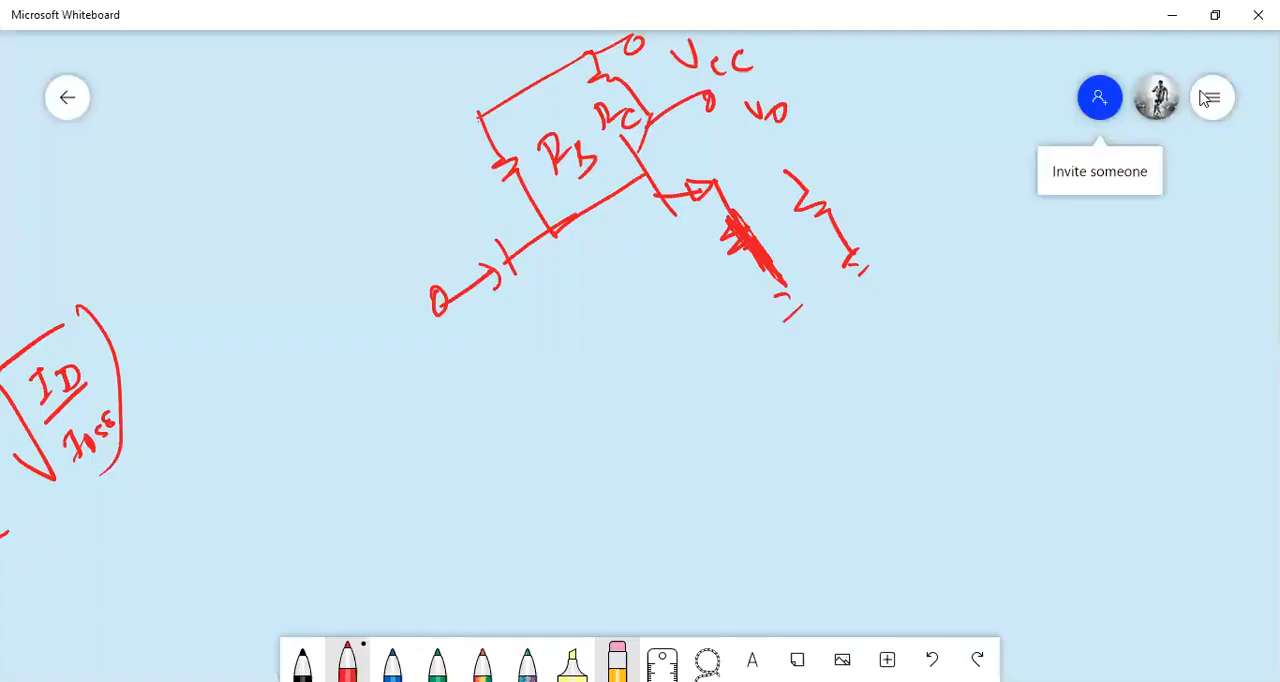 Microsoft Whiteboard
VCC
RC
VO
RB
Invite someone
ID
IDSS
A